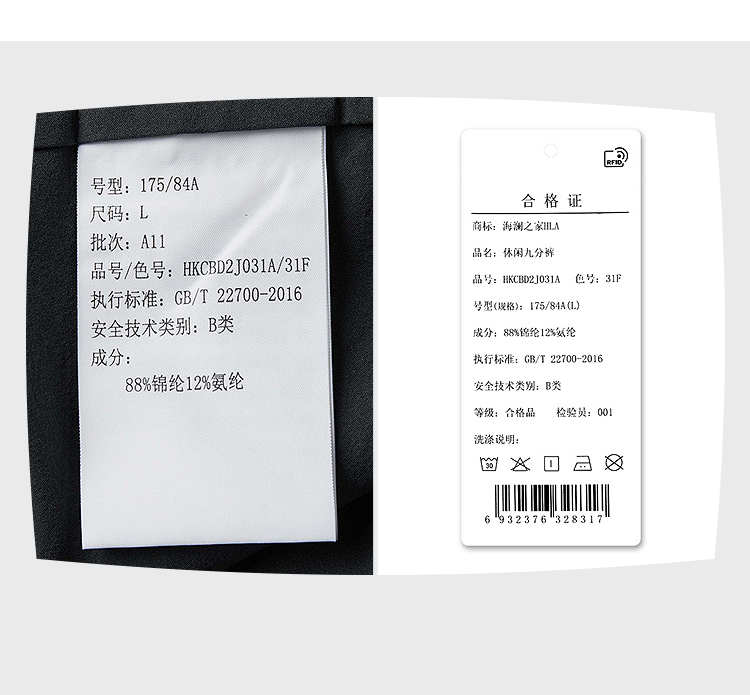 号型：175/84A
尺码：L
批次：A11
品号/色号：HKCBD2J031A/31F
执行标准：GB/T 22700-2016
安全技术类别：B类
成分：
88%锦纶12%氨纶
RFID
合格证
商标：海澜之家HLA
品名：休闲九分裤
品号：HKCBD2J031A 色号：31F
号型(规格)：175/84A(L)
成分：88%锦纶12%氨纶
执行标准：GB/T 22700-2016
安全技术类别：B类
等级：合格品 检验员：001
洗涤说明：
30
6 932376 328317